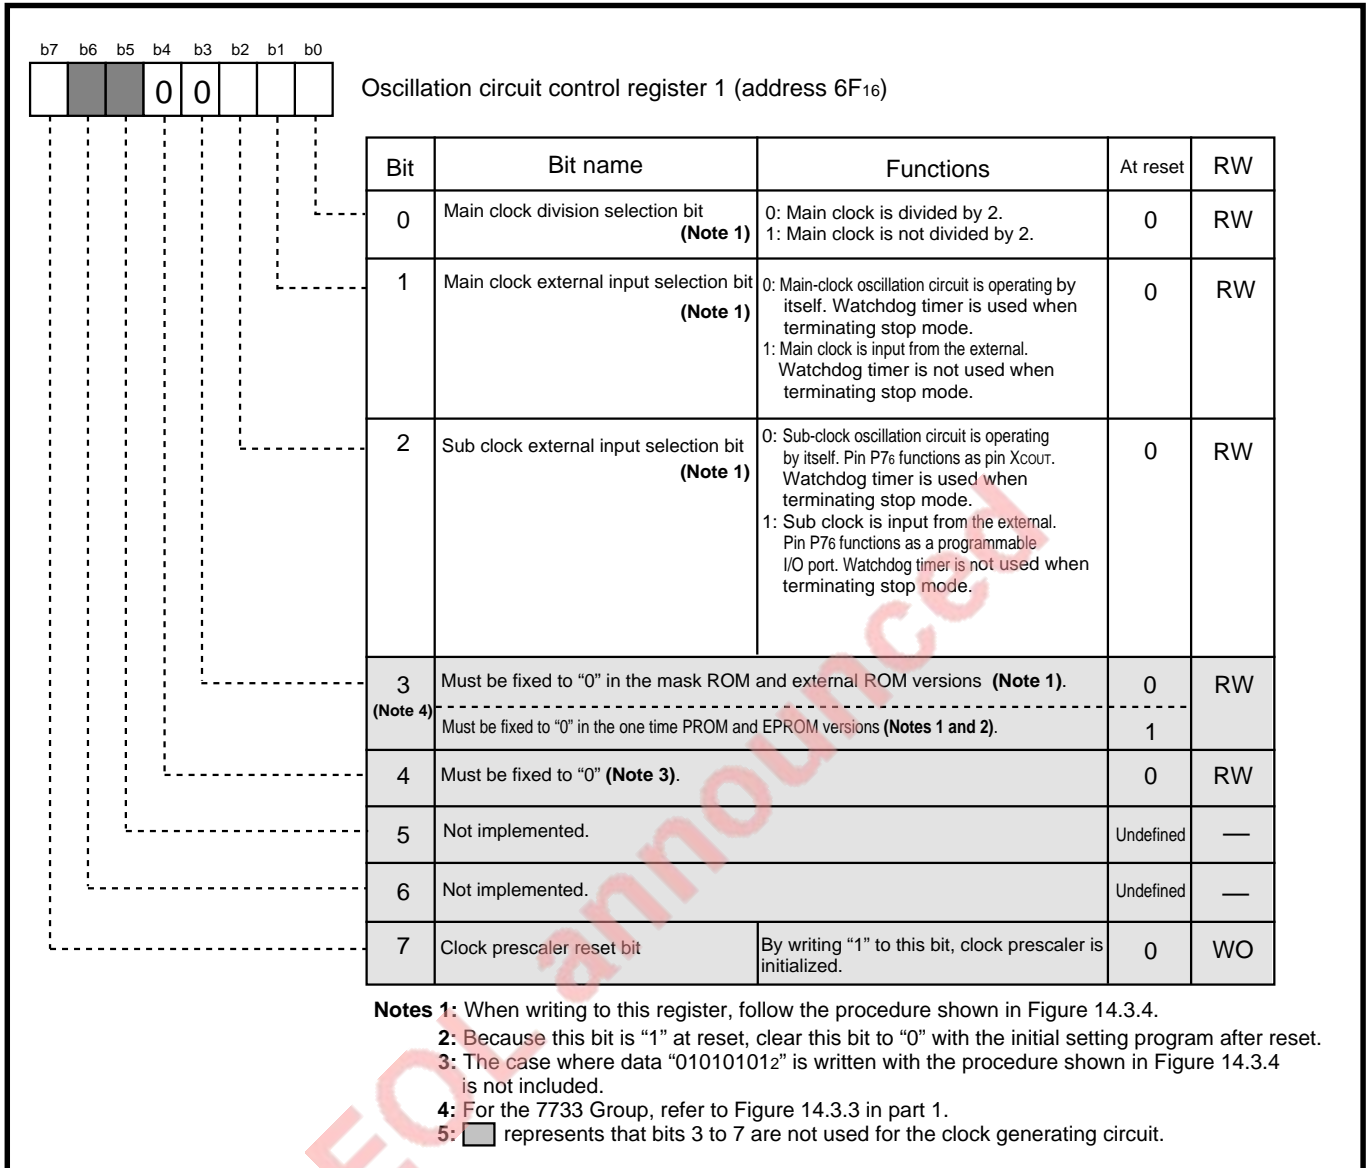 b7 b6 b5 b4 b3 b2 b1 b0
0 0
Oscillation circuit control register 1 (address 6F16)
Bit Bit name Functions At reset RW
0 Main clock division selection bit (Note 1) 0: Main clock is divided by 2. 0 RW
1: Main clock is not divided by 2.
1 Main clock external input selection bit (Note 1) 0: Main-clock oscillation circuit is operating by 0 RW
itself. Watchdog timer is used when
terminating stop mode.
1: Main clock is input from the external.
Watchdog timer is not used when
terminating stop mode.
2 Sub clock external input selection bit (Note 1) 0: Sub-clock oscillation circuit is operating 0 RW
by itself. Pin P76 functions as pin XCOUT.
Watchdog timer is used when
terminating stop mode.
1: Sub clock is input from the external.
Pin P76 functions as a programmable
I/O port. Watchdog timer is not used when
terminating stop mode.
3 (Note 4) Must be fixed to “0” in the mask ROM and external ROM versions (Note 1). 0 RW
Must be fixed to “0” in the one time PROM and EPROM versions (Notes 1 and 2). 1
4 Must be fixed to “0” (Note 3). 0 RW
5 Not implemented. Undefined —
6 Not implemented. Undefined —
7 Clock prescaler reset bit By writing “1” to this bit, clock prescaler is 0 WO
initialized.
Notes 1: When writing to this register, follow the procedure shown in Figure 14.3.4.
2: Because this bit is “1” at reset, clear this bit to “0” with the initial setting program after reset.
3: The case where data “010101012” is written with the procedure shown in Figure 14.3.4
is not included.
4: For the 7733 Group, refer to Figure 14.3.3 in part 1.
5: represents that bits 3 to 7 are not used for the clock generating circuit.
EOL announced